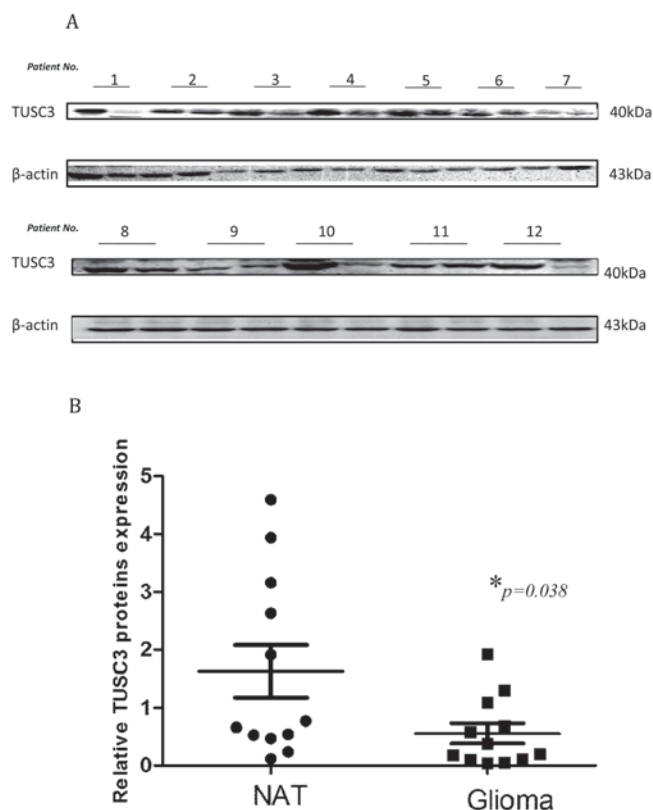 A
Patient No. 1 2 3 4 5 6 7
TUSC3 40kDa
β-actin 43kDa
Patient No. 8 9 10 11 12
TUSC3 40kDa
β-actin 43kDa
B
Relative TUSC3 proteins expression
5
4
3
2
1
0
*p=0.038
NAT Glioma